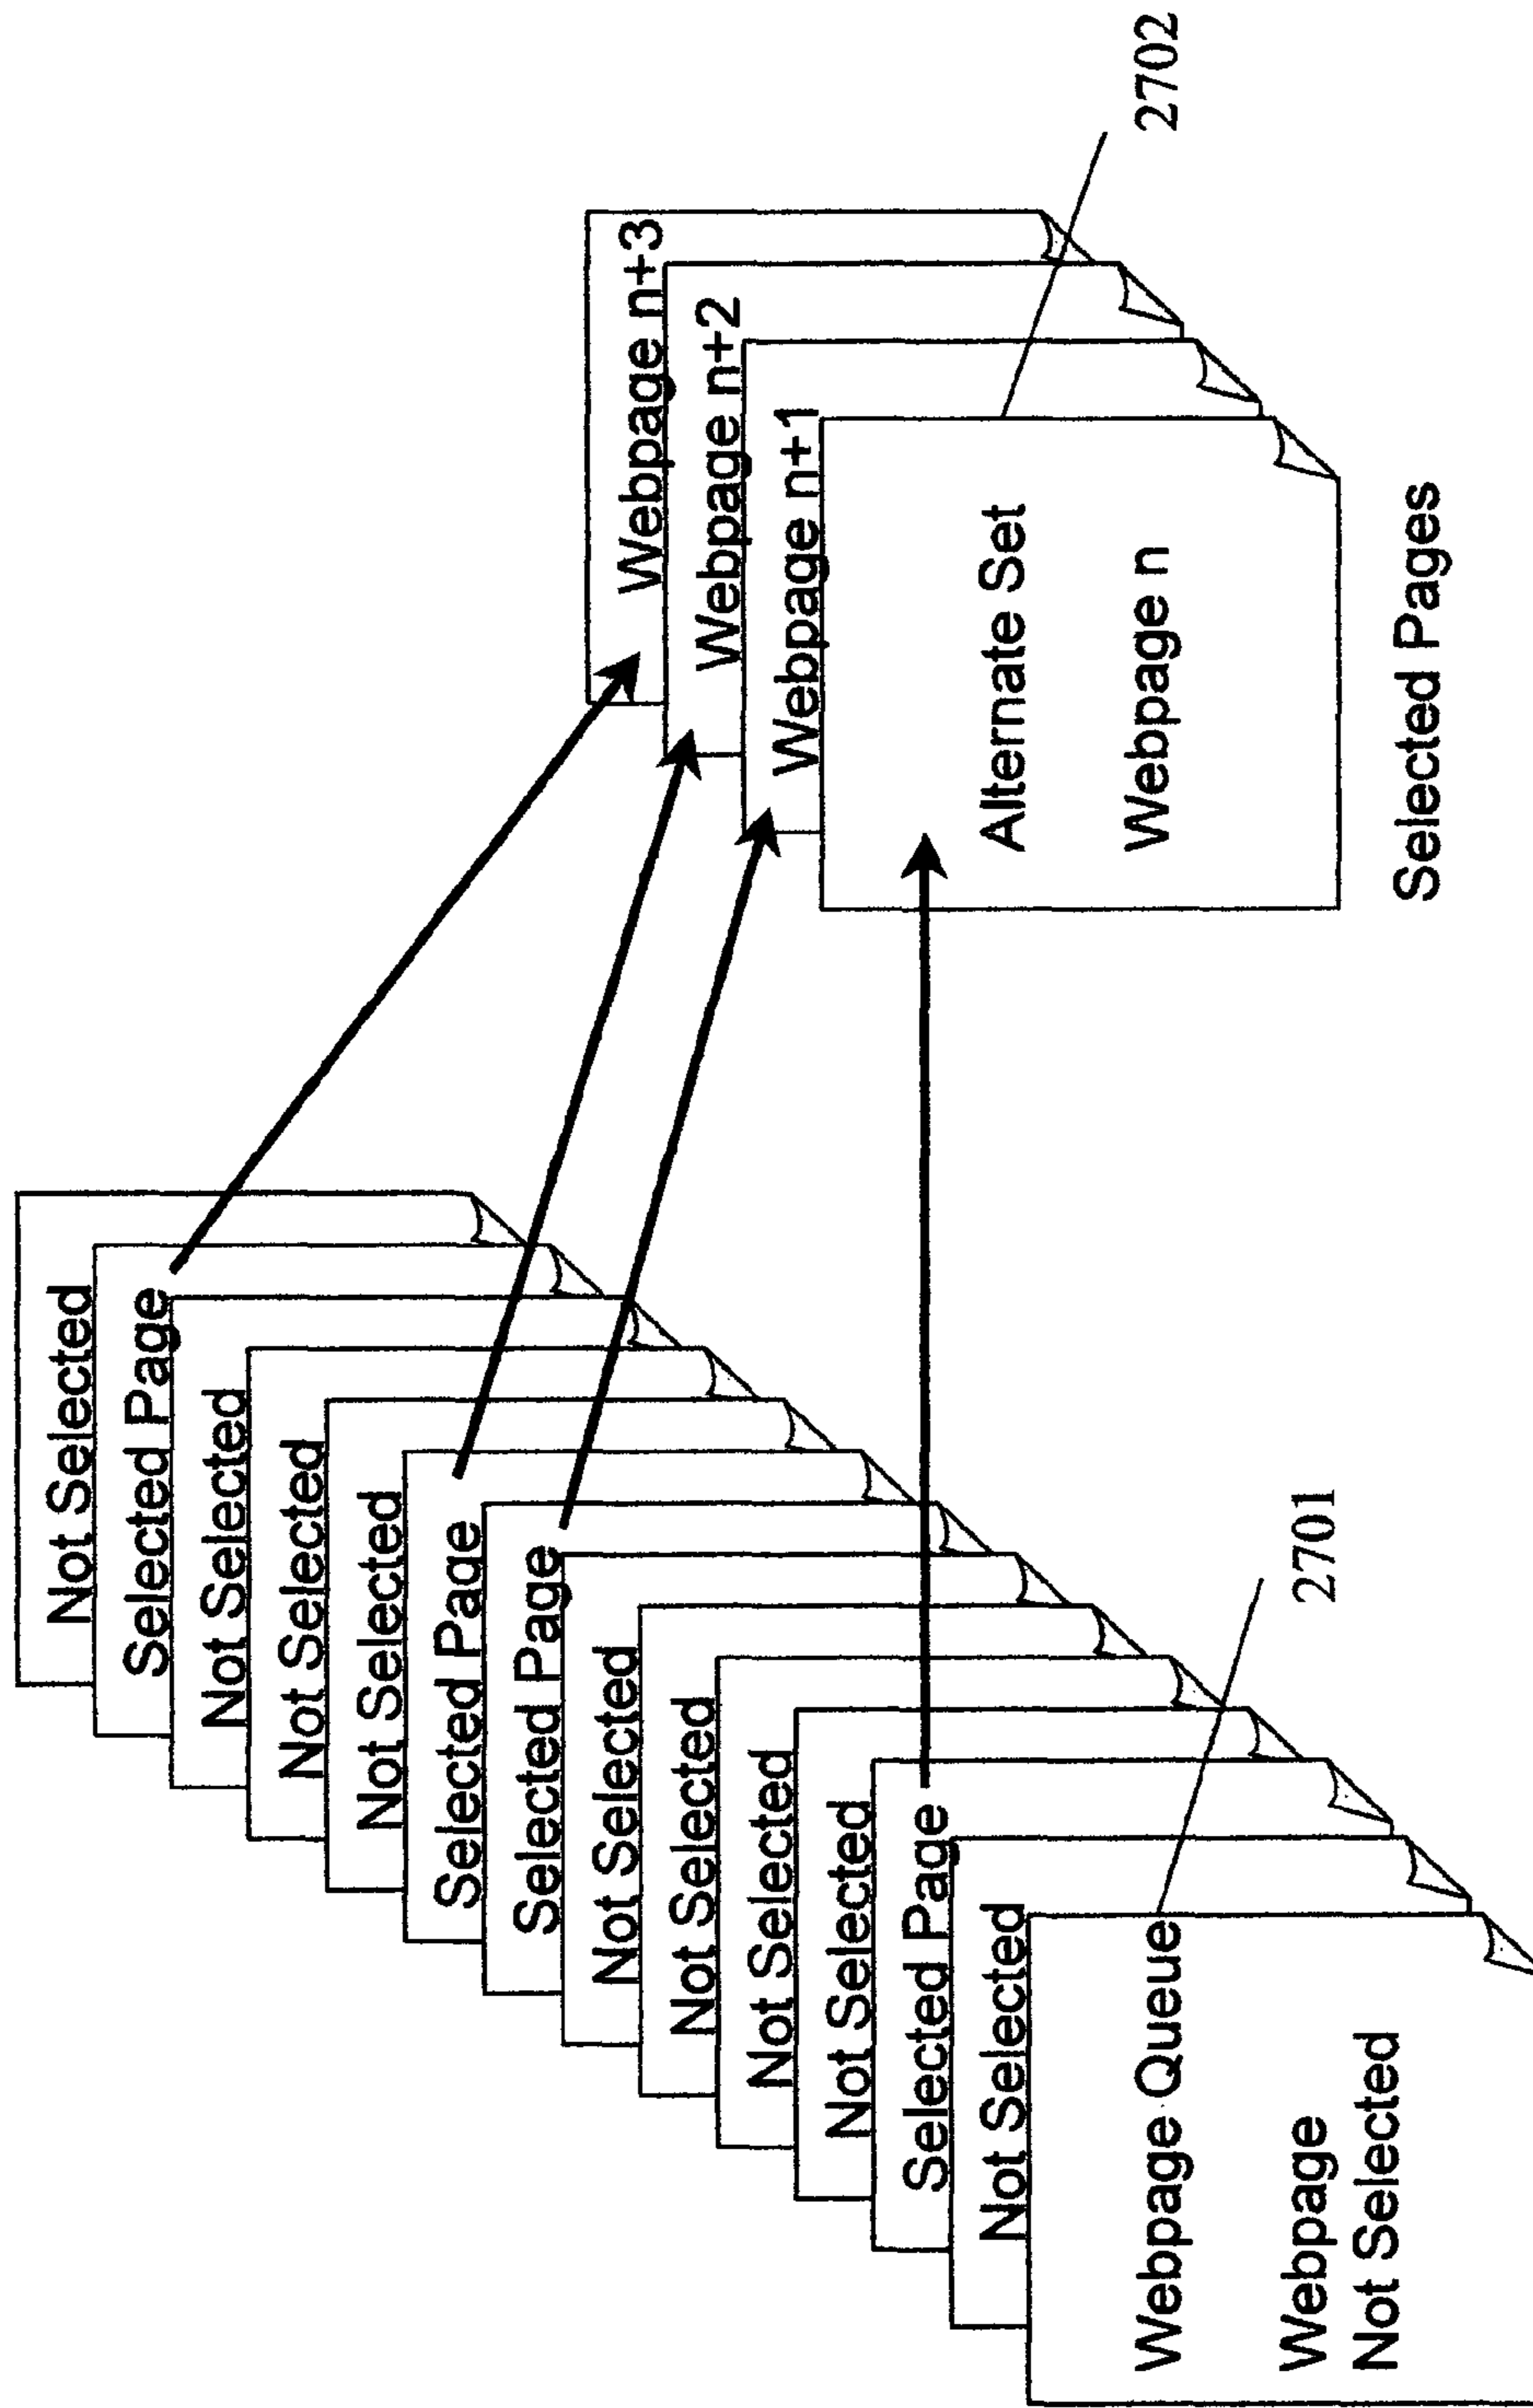 Not Selected
Selected Page
Not Selected
Not Selected
Not Selected
Selected Page
Selected Page
Not Selected
Not Selected
Not Selected
Not Selected
Selected Page
Not Selected
Webpage Queue
Webpage
Not Selected
2701
Webpage n+3
Webpage n+2
Webpage n+1
Alternate Set
Webpage n
2702
Selected Pages